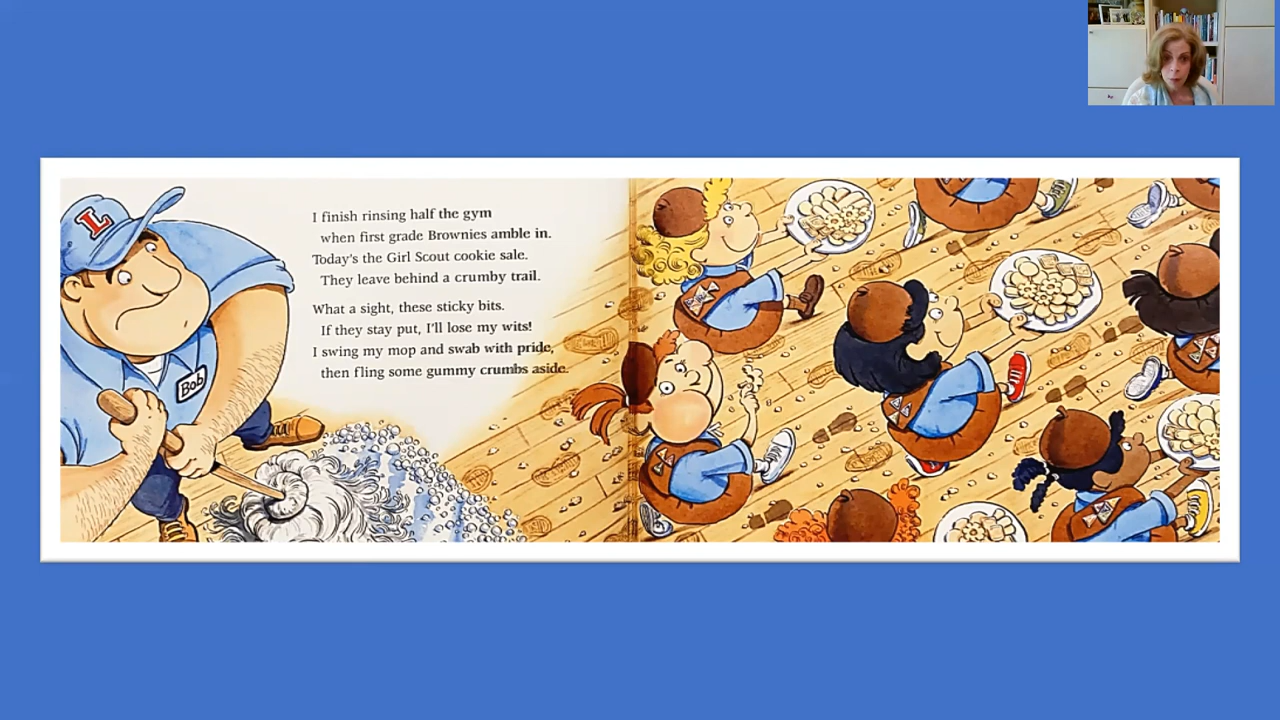 L
Bob
I finish rinsing half the gym
when first grade Brownies amble in.
Today's the Girl Scout cookie sale.
They leave behind a crumby trail.
What a sight, these sticky bits.
If they stay put, I'll lose my wits!
I swing my mop and swab with pride,
then fling some gummy crumbs aside.